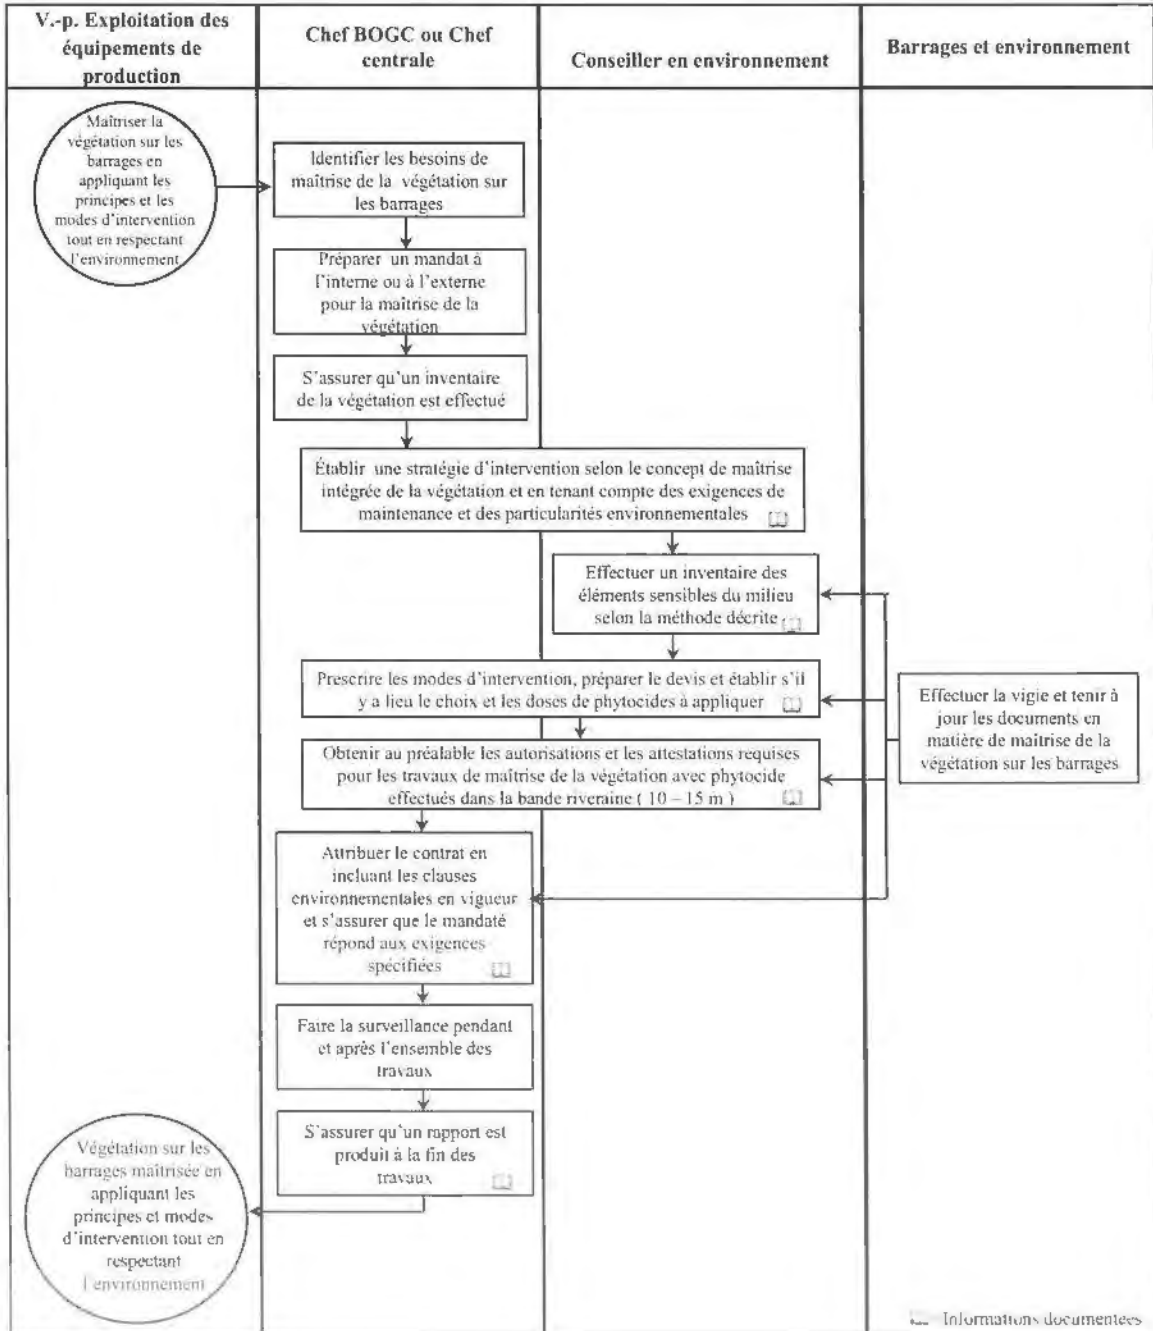 V.-p. Exploitation des
équipements de
production
Chef BOGC ou Chef
centrale
Conseiller en environnement
Barrages et environnement
Maîtriser la
végétation sur les
barrages en
appliquant les
principes et les
modes d'intervention
tout en respectant
l'environnement
Identifier les besoins de
maîtrise de la végétation sur
les barrages
Préparer un mandat à
l'interne ou à l'externe
pour la maîtrise de la
végétation
S'assurer qu'un inventaire
de la végétation est effectué
Établir une stratégie d'intervention selon le concept de maîtrise
intégrée de la végétation et en tenant compte des exigences de
maintenance et des particularités environnementales
Effectuer un inventaire des
éléments sensibles du milieu
selon la méthode décrite
Prescrire les modes d'intervention, préparer le devis et établir s'il
y a lieu le choix et les doses de phytocides à appliquer
Effectuer la vigie et tenir à
jour les documents en
matière de maîtrise de la
végétation sur les barrages
Obtenir au préalable les autorisations et les attestations requises
pour les travaux de maîtrise de la végétation avec phytocide
effectués dans la bande riveraine ( 10 – 15 m )
Attribuer le contrat en
incluant les clauses
environnementales en vigueur
et s'assurer que le mandaté
répond aux exigences
spécifiées
Faire la surveillance pendant
et après l'ensemble des
travaux
S'assurer qu'un rapport est
produit à la fin des
travaux
Végétation sur les
barrages maîtrisée en
appliquant les
principes et modes
d'intervention tout en
respectant
l'environnement
Informations documentées